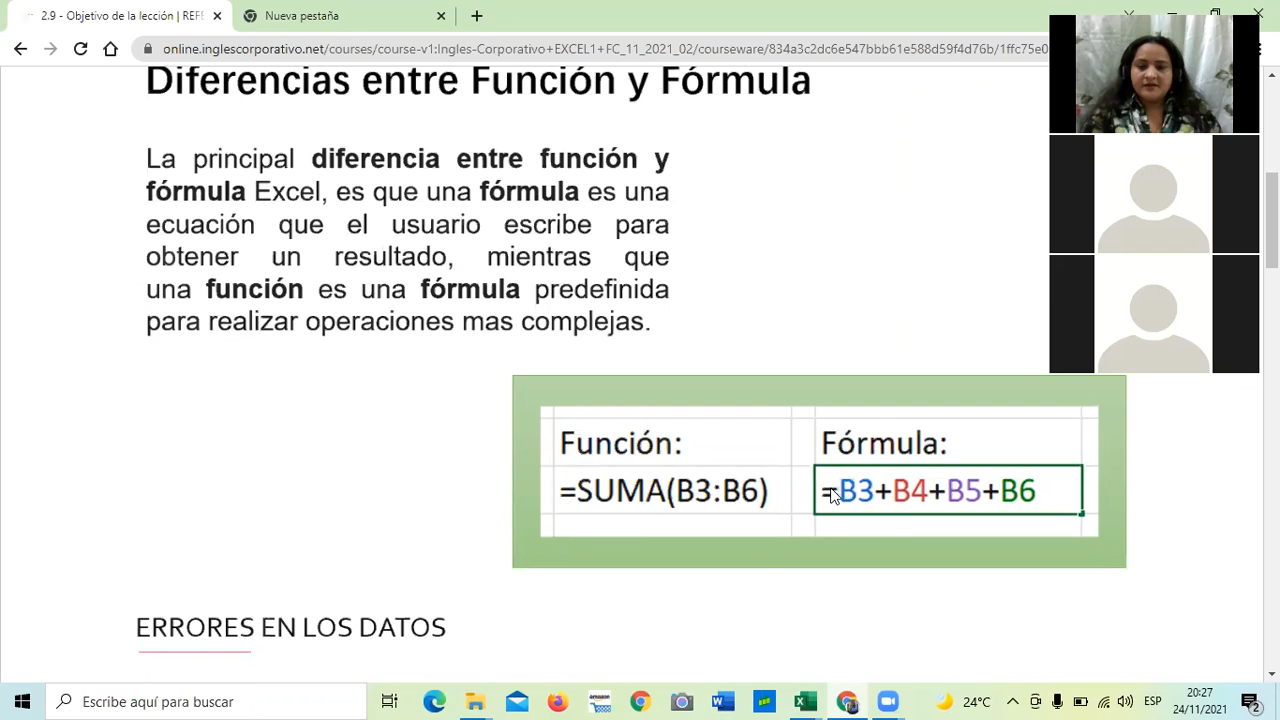 2.9 - Objetivo de la lección | REFE
Nueva pestaña
online.inglescorporativo.net/courses/course-v1:Ingles-Corporativo+EXCEL1+FC_11_2021_02/courseware/834a352dc6e547bbb61e588d59f4d76b/1ffc75e0
Diferencias entre Función y Fórmula
La principal diferencia entre función y
fórmula Excel, es que una fórmula es una
ecuación que el usuario escribe para
obtener un resultado, mientras que
una función es una fórmula predefinida
para realizar operaciones mas complejas.
Función: Fórmula:
=SUMA(B3:B6) =B3+B4+B5+B6
ERRORES EN LOS DATOS
Escribe aquí para buscar
24°C ESP 20:27
24/11/2021
2